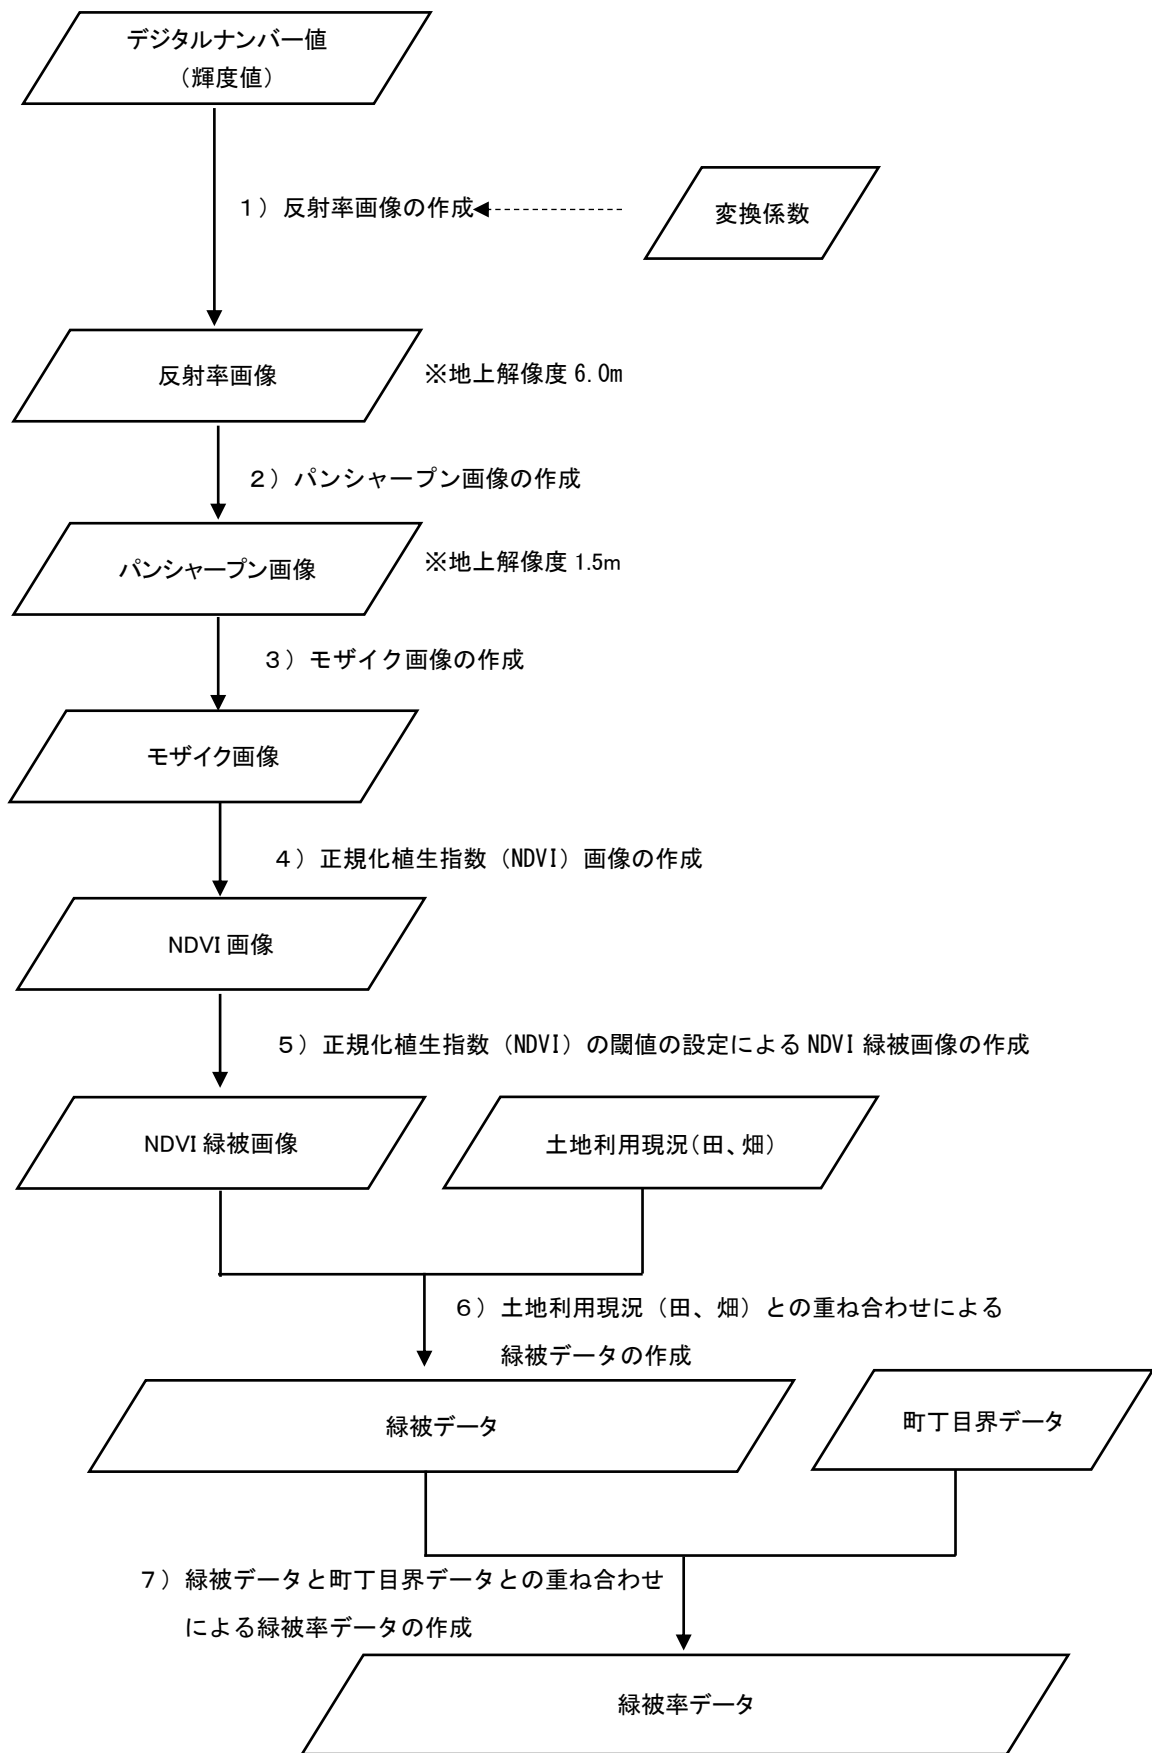 デジタルナンバー値
（輝度値）
１）反射率画像の作成
変換係数
反射率画像
※地上解像度 6.0m
２）パンシャープン画像の作成
パンシャープン画像
※地上解像度 1.5m
３）モザイク画像の作成
モザイク画像
４）正規化植生指数（NDVI）画像の作成
NDVI 画像
５）正規化植生指数（NDVI）の閾値の設定による NDVI 緑被画像の作成
NDVI 緑被画像
土地利用現況（田、畑）
６）土地利用現況（田、畑）との重ね合わせによる
緑被データの作成
緑被データ
町丁目界データ
７）緑被データと町丁目界データとの重ね合わせ
による緑被率データの作成
緑被率データ